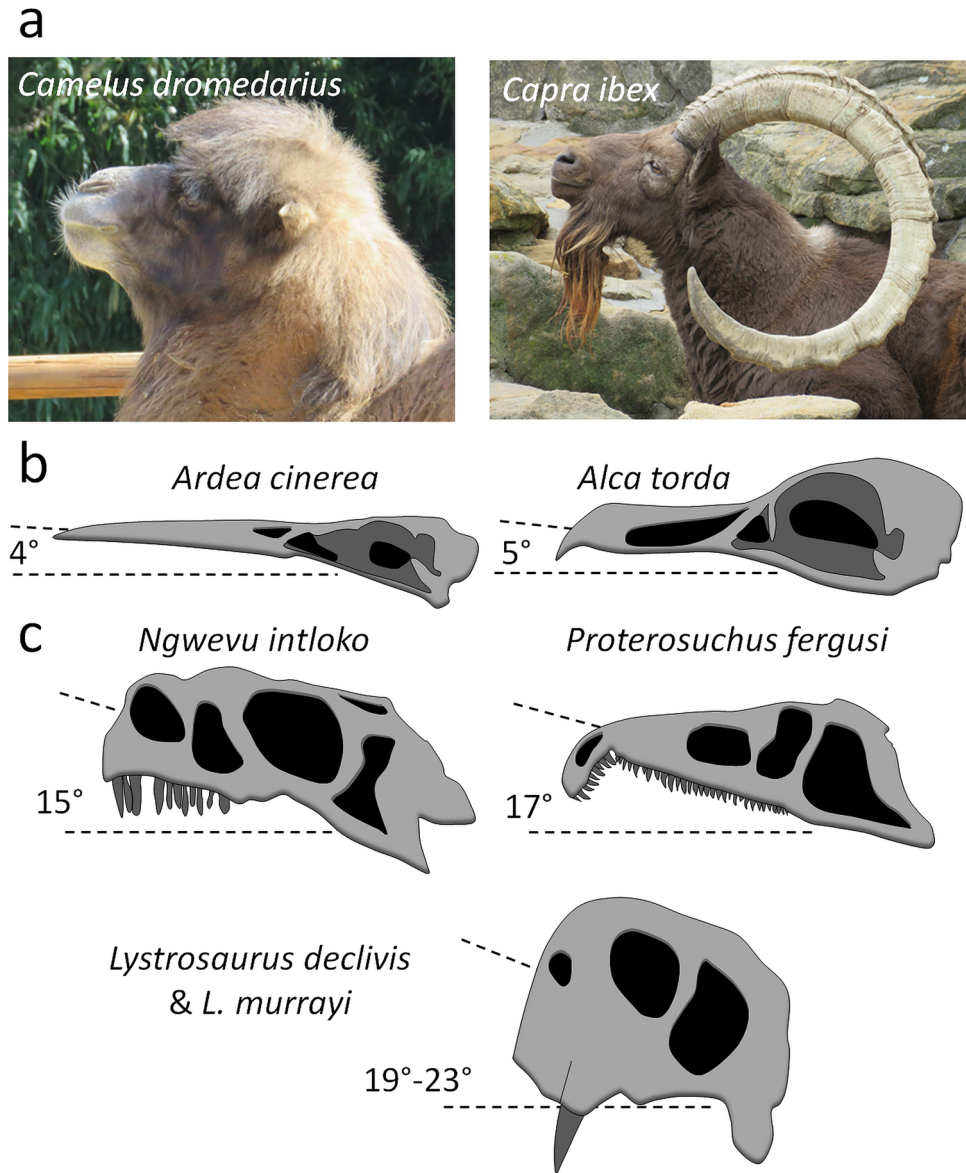 a
Camelus dromedarius
Capra ibex
b
Ardea cinerea
Alca torda
4°
5°
c
Ngwevu intloko
Proterosuchus fergusi
15°
17°
Lystrosaurus declivis
& L. murrayi
19°-23°